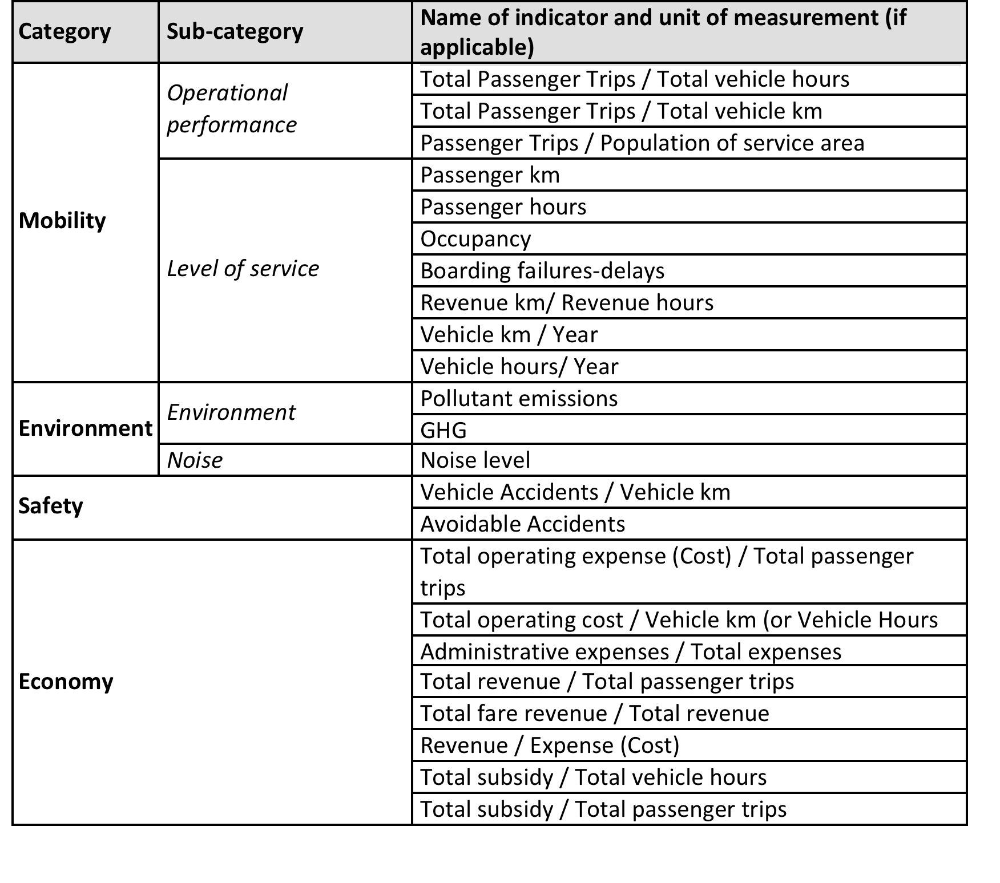 Category
Sub-category
Name of indicator and unit of measurement (if
applicable)
Mobility
Operational
performance
Total Passenger Trips / Total vehicle hours
Total Passenger Trips / Total vehicle km
Passenger Trips / Population of service area
Level of service
Passenger km
Passenger hours
Occupancy
Boarding failures-delays
Revenue km/ Revenue hours
Vehicle km / Year
Vehicle hours/ Year
Environment
Environment
Pollutant emissions
GHG
Noise
Noise level
Safety
Vehicle Accidents / Vehicle km
Avoidable Accidents
Economy
Total operating expense (Cost) / Total passenger
trips
Total operating cost / Vehicle km (or Vehicle Hours
Administrative expenses / Total expenses
Total revenue / Total passenger trips
Total fare revenue / Total revenue
Revenue / Expense (Cost)
Total subsidy / Total vehicle hours
Total subsidy / Total passenger trips